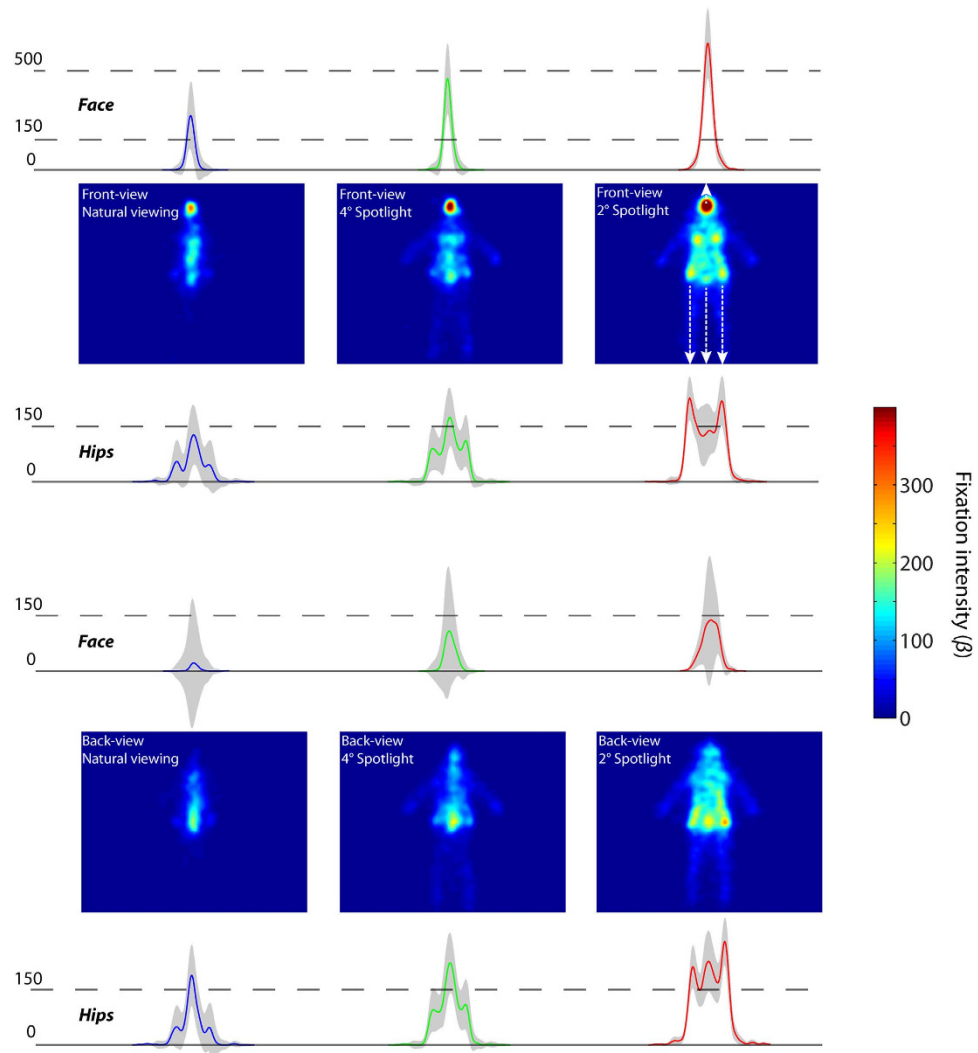 500
Face
150
0
Front-view
Natural viewing
Front-view
4° Spotlight
Front-view
2° Spotlight
150
Hips
0
300
200
100
0
Fixation intensity (β)
150
Face
0
Back-view
Natural viewing
Back-view
4° Spotlight
Back-view
2° Spotlight
150
Hips
0